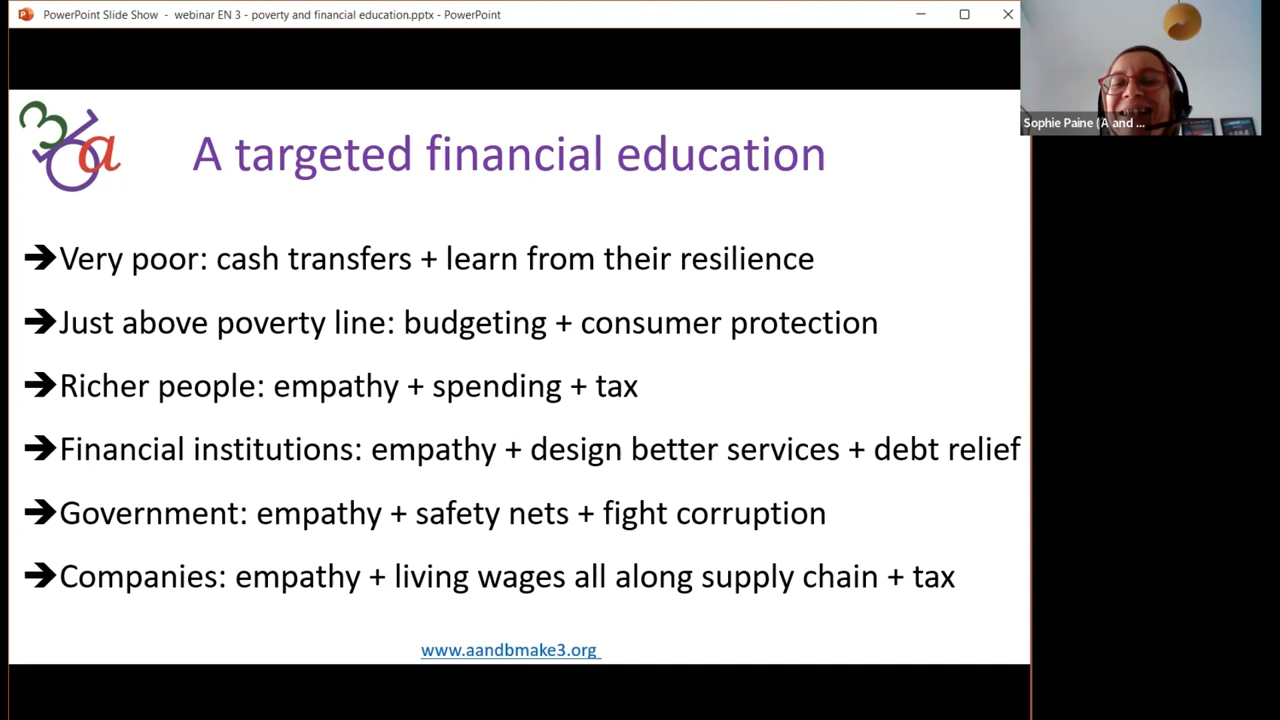 PowerPoint Slide Show - webinar EN 3 - poverty and financial education.pptx - PowerPoint
Sophie Paine (A and ...
A targeted financial education
➔Very poor: cash transfers + learn from their resilience
➔Just above poverty line: budgeting + consumer protection
➔Richer people: empathy + spending + tax
➔Financial institutions: empathy + design better services + debt relief
➔Government: empathy + safety nets + fight corruption
➔Companies: empathy + living wages all along supply chain + tax
www.aandbmake3.org